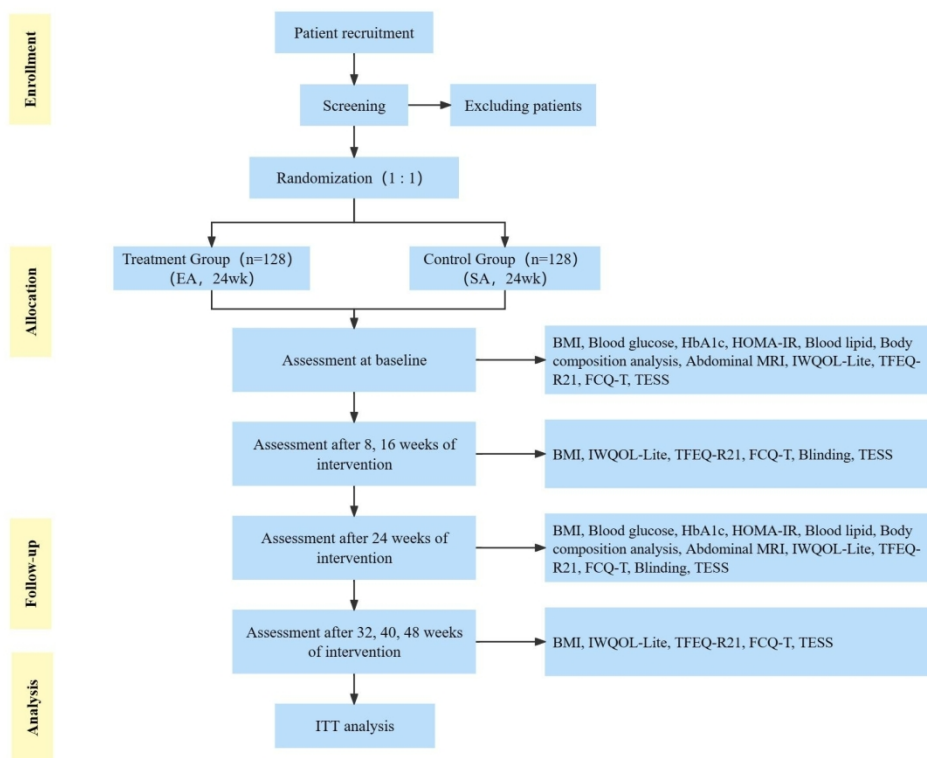 Enrollment
Patient recruitment
Screening
Excluding patients
Randomization (1 : 1)
Allocation
Treatment Group (n=128)
(EA, 24wk)
Control Group (n=128)
(SA, 24wk)
Assessment at baseline
BMI, Blood glucose, HbA1c, HOMA-IR, Blood lipid, Body
composition analysis, Abdominal MRI, IWQOL-Lite, TFEQ-
R21, FCQ-T, TESS
Assessment after 8, 16 weeks of
intervention
BMI, IWQOL-Lite, TFEQ-R21, FCQ-T, Blinding, TESS
Follow-up
Assessment after 24 weeks of
intervention
BMI, Blood glucose, HbA1c, HOMA-IR, Blood lipid, Body
composition analysis, Abdominal MRI, IWQOL-Lite, TFEQ-
R21, FCQ-T, Blinding, TESS
Assessment after 32, 40, 48 weeks
of intervention
BMI, IWQOL-Lite, TFEQ-R21, FCQ-T, TESS
Analysis
ITT analysis